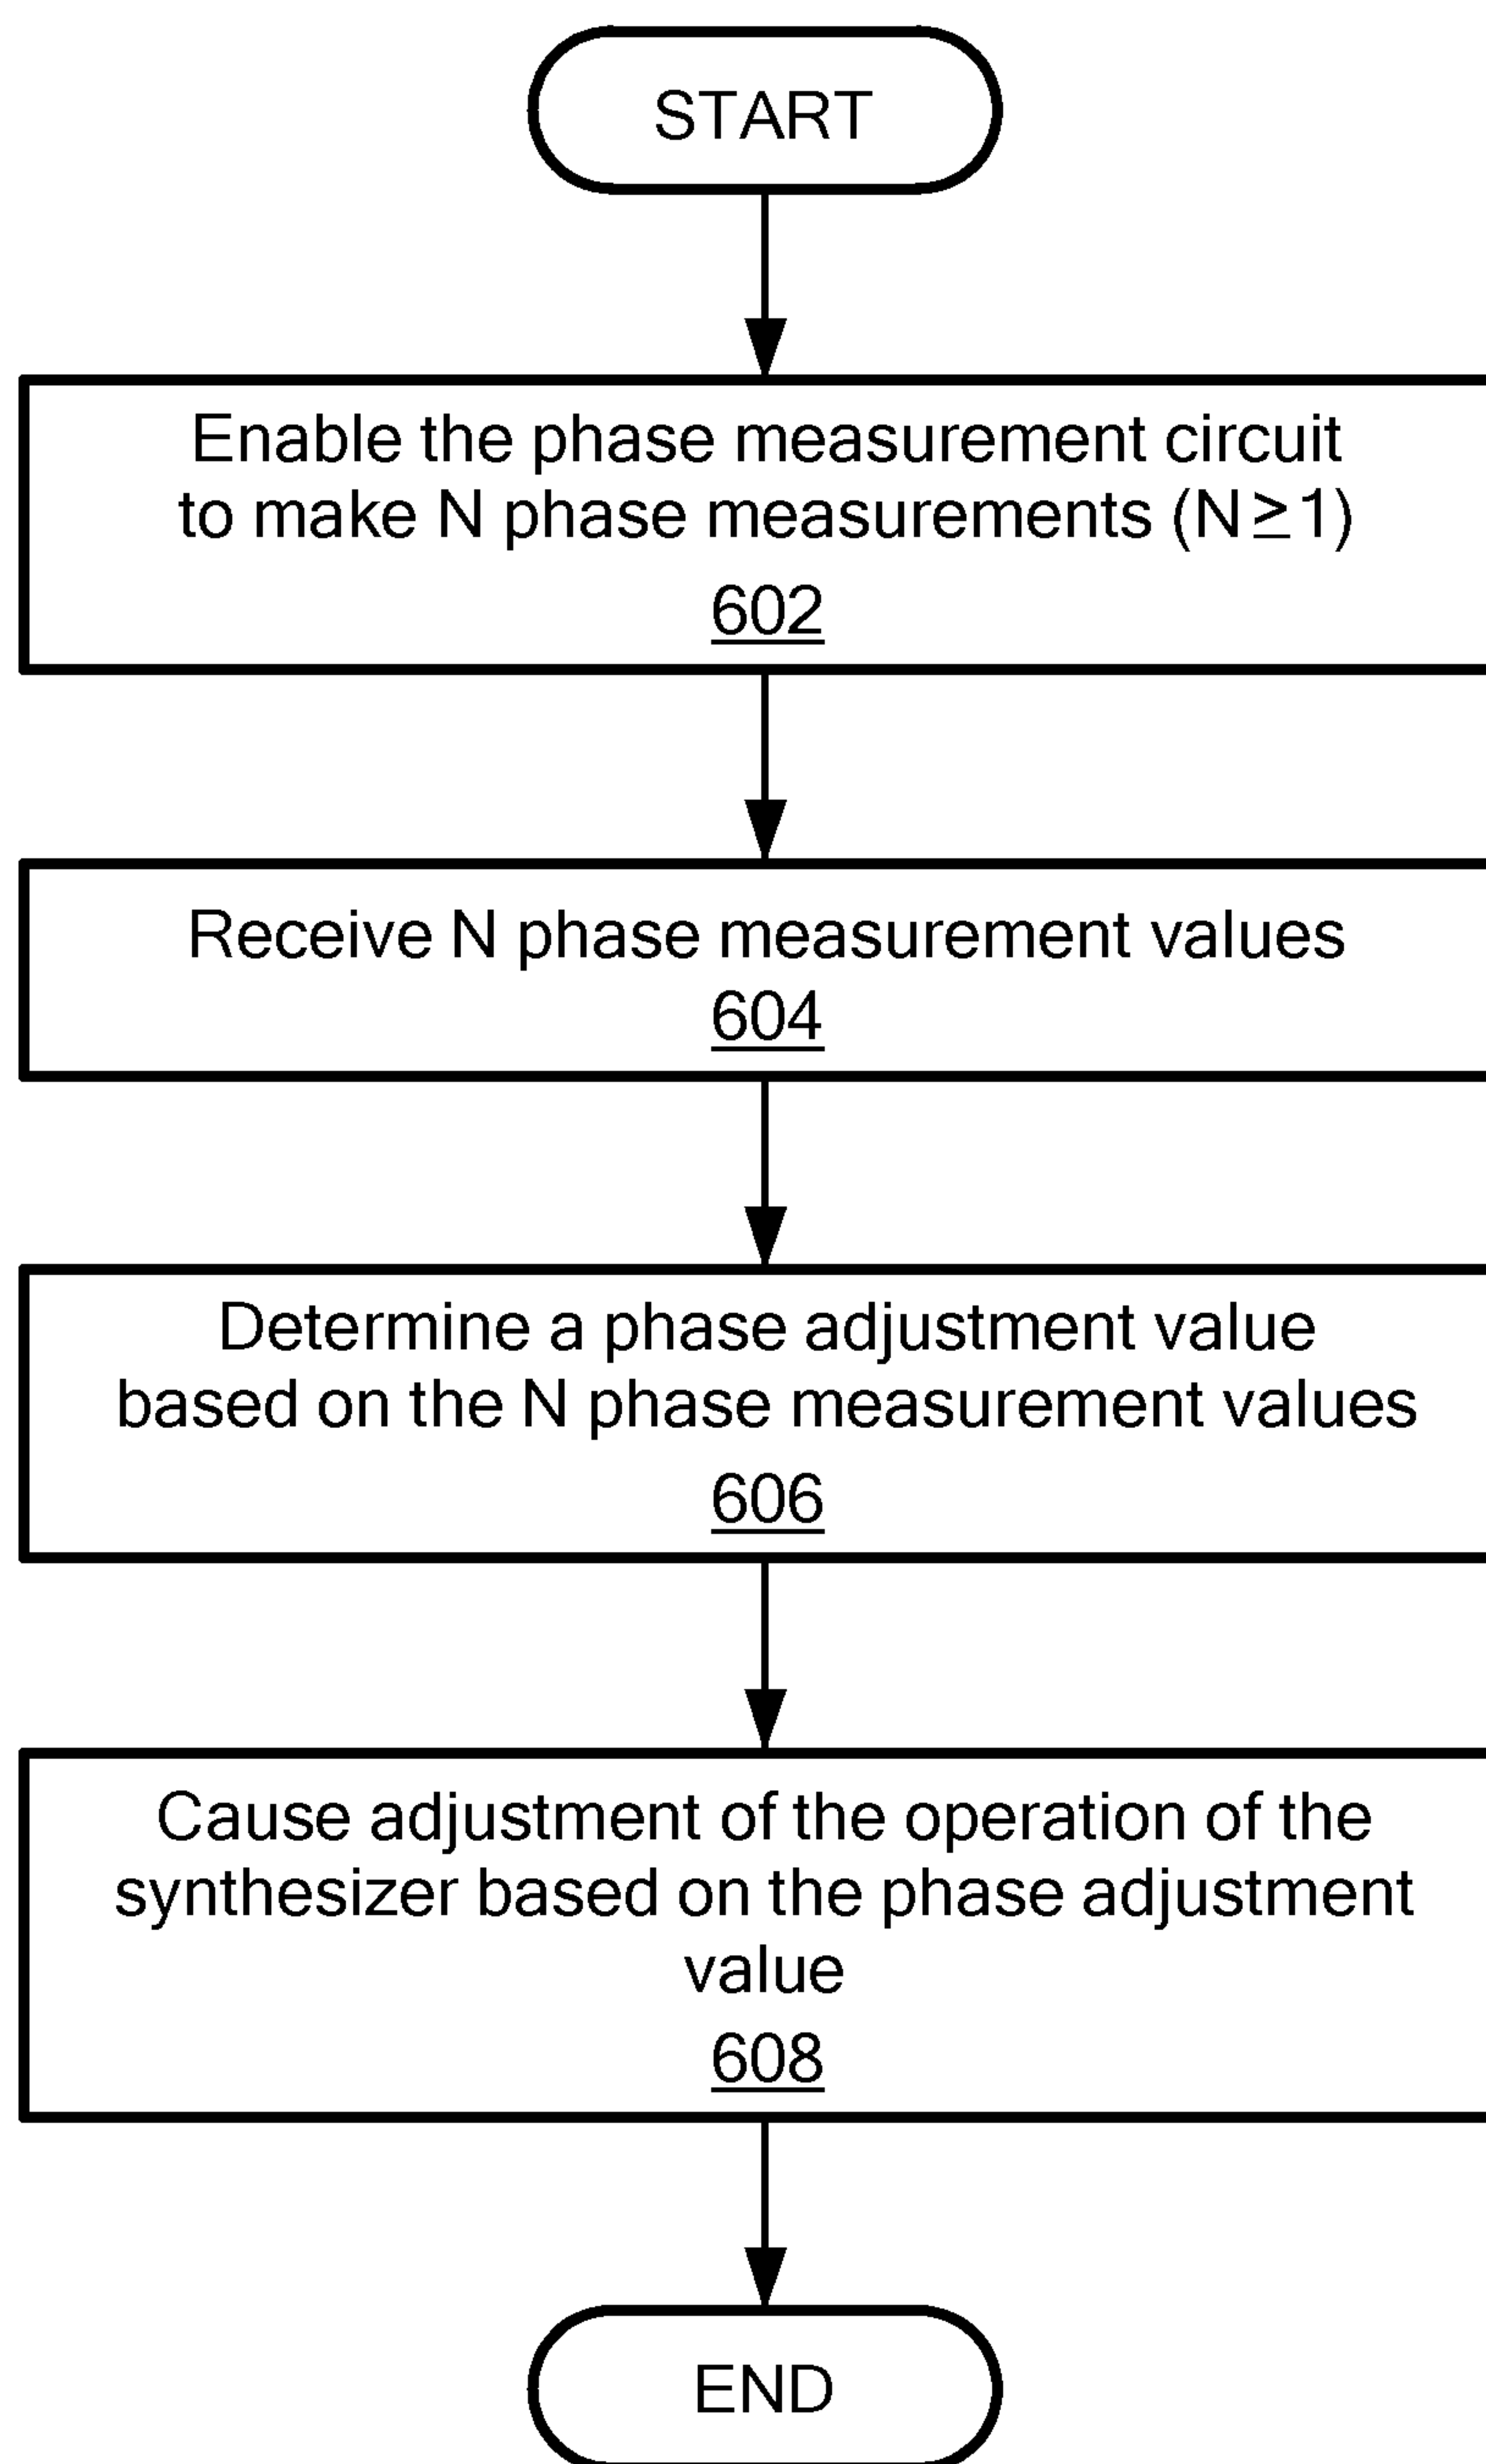 START
Enable the phase measurement circuit
to make N phase measurements (N ≥ 1)
602
Receive N phase measurement values
604
Determine a phase adjustment value
based on the N phase measurement values
606
Cause adjustment of the operation of the
synthesizer based on the phase adjustment
value
608
END